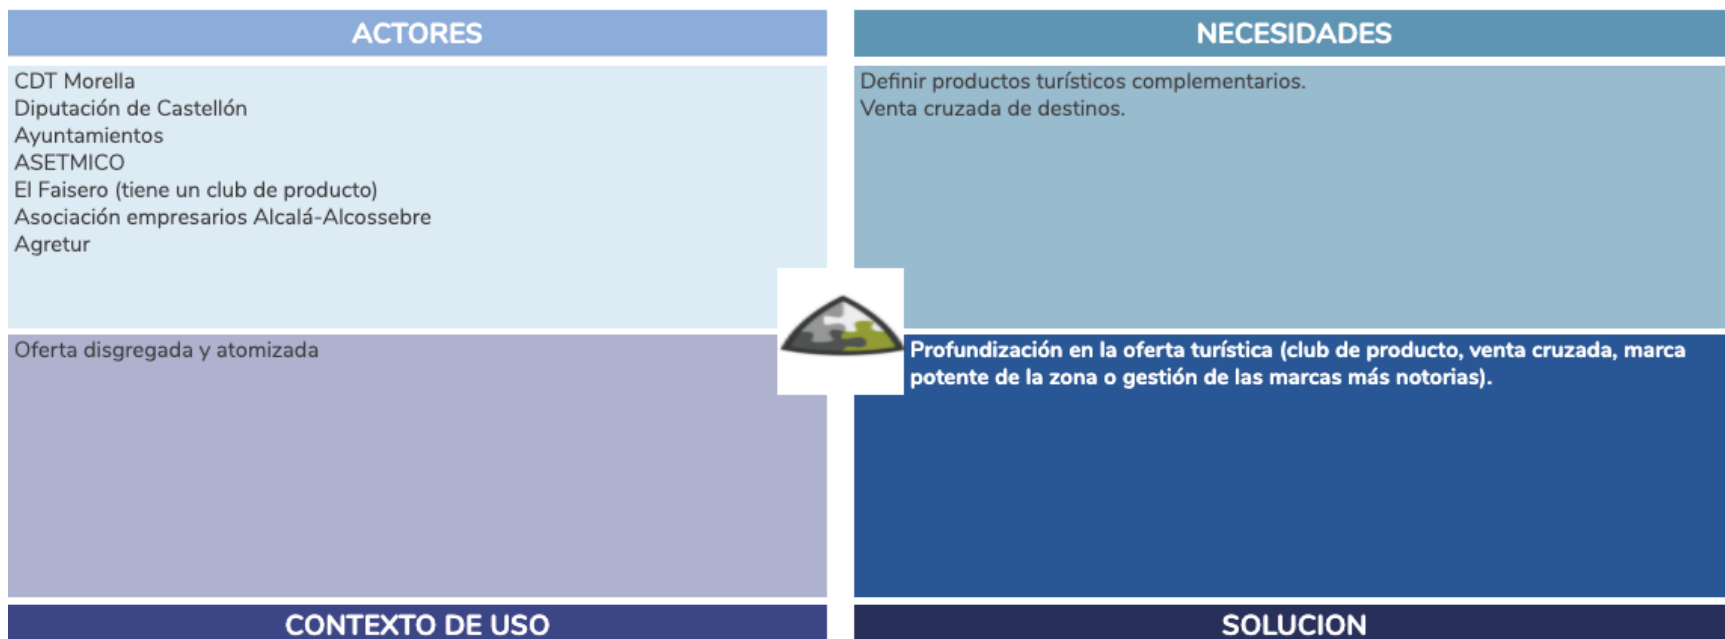 ACTORES
CDT Morella
Diputación de Castellón
Ayuntamientos
ASETMICO
El Faisero (tiene un club de producto)
Asociación empresarios Alcalá-Alcossebre
Agretur
NECESIDADES
Definir productos turísticos complementarios.
Venta cruzada de destinos.
Oferta disgregada y atomizada
CONTEXTO DE USO
Profundización en la oferta turística (club de producto, venta cruzada, marca
potente de la zona o gestión de las marcas más notorias).
SOLUCION